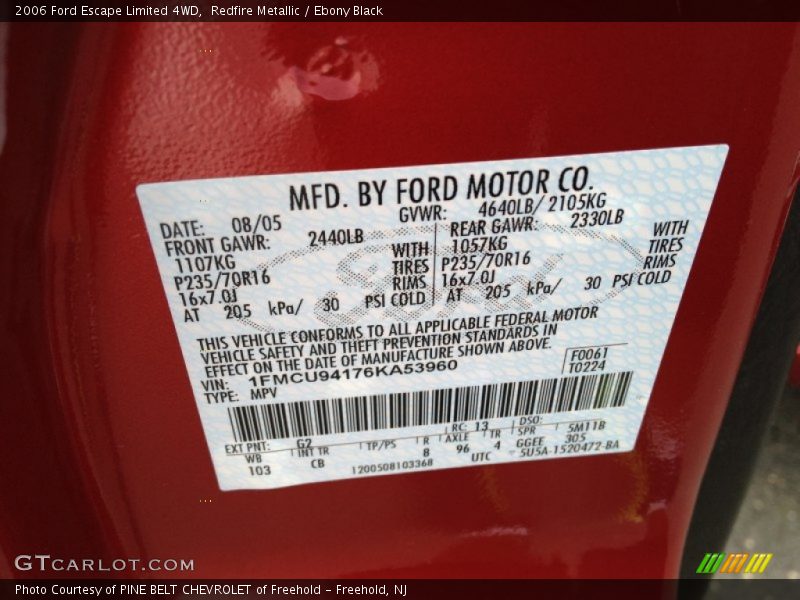 2006 Ford Escape Limited 4WD, Redfire Metallic / Ebony Black
MFD. BY FORD MOTOR CO.
DATE: 08/05 GVWR: 4640LB/ 2105KG
FRONT GAWR: 2440LB REAR GAWR: 2330LB
1107KG WITH 1057KG WITH
P235/70R16 TIRES P235/70R16 TIRES
16x7.0J RIMS 16x7.0J RIMS
AT 205 kPa/ 30 PSI COLD AT 205 kPa/ 30 PSI COLD
THIS VEHICLE CONFORMS TO ALL APPLICABLE FEDERAL MOTOR
VEHICLE SAFETY AND THEFT PREVENTION STANDARDS IN
EFFECT ON THE DATE OF MANUFACTURE SHOWN ABOVE.
VIN: 1FMCU94176KA53960 F0061
TYPE: MPV T0224
EXT PNT: G2 RC: 13 DSO:
WB INT TR TP/PS R AXLE TR SPR 5M11B
103 CB 8 96 4 GGEE 305
1200508103368 UTC 5U5A-1520472-BA
Ford
GTCARLOT.COM
Photo Courtesy of PINE BELT CHEVROLET of Freehold - Freehold, NJ